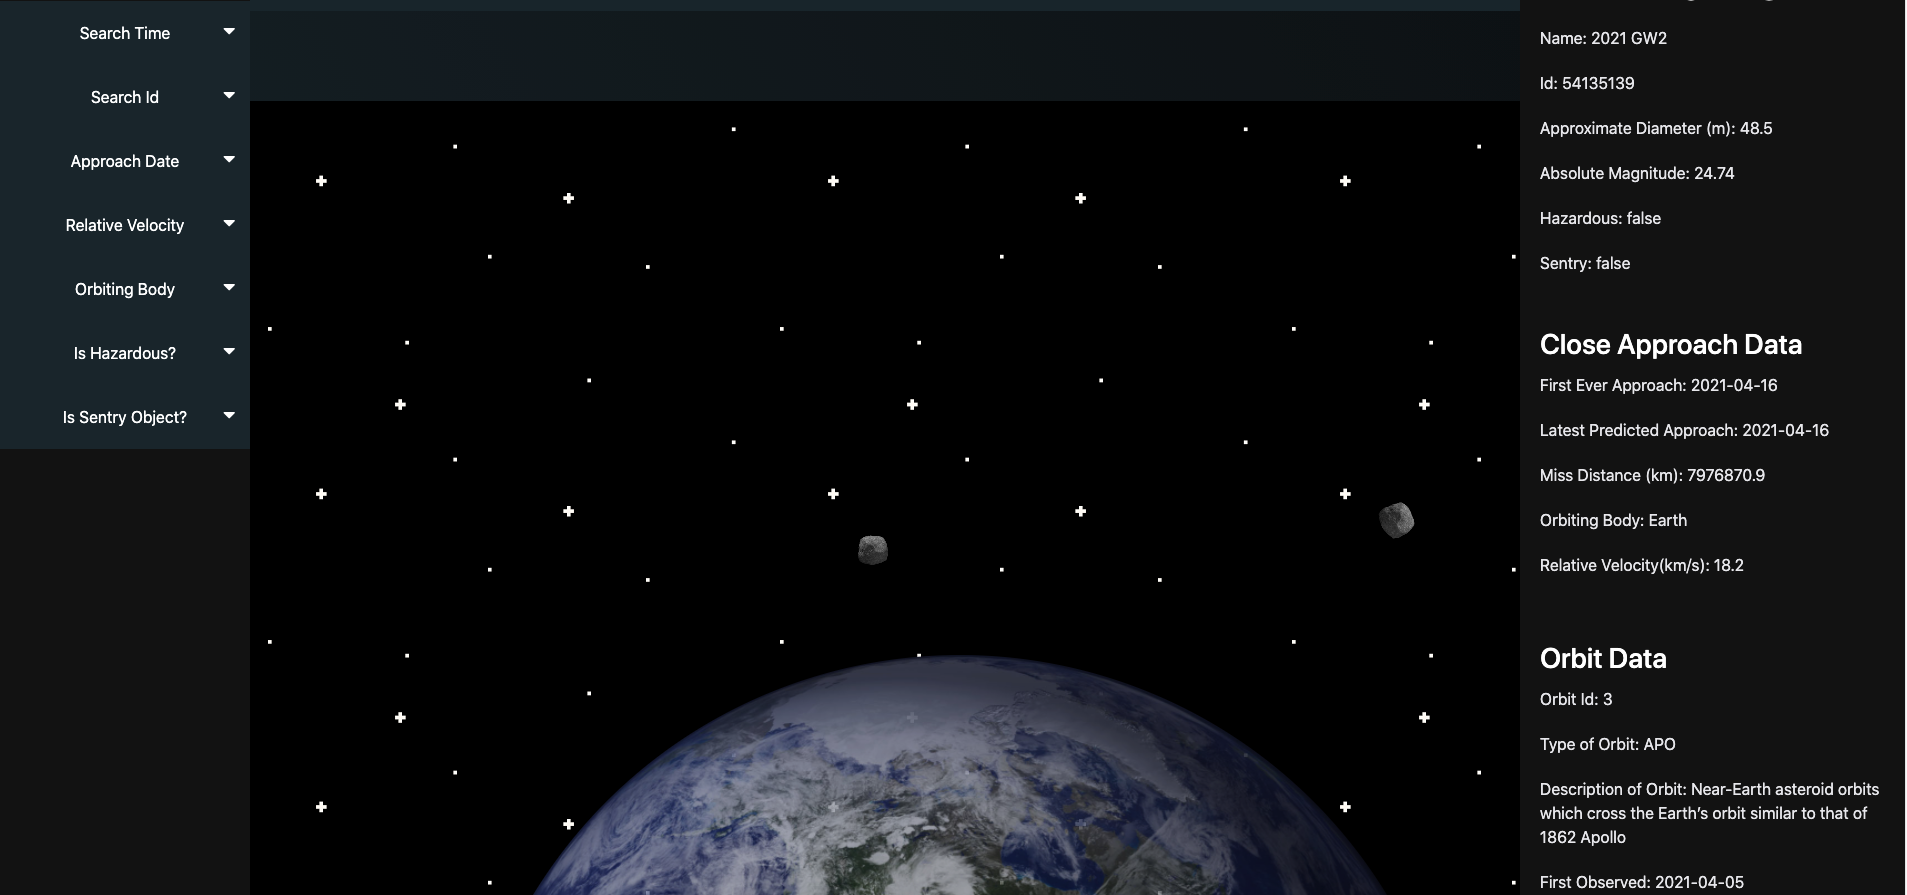 Search Time
Search Id
Approach Date
Relative Velocity
Orbiting Body
Is Hazardous?
Is Sentry Object?
Name: 2021 GW2
Id: 54135139
Approximate Diameter (m): 48.5
Absolute Magnitude: 24.74
Hazardous: false
Sentry: false
Close Approach Data
First Ever Approach: 2021-04-16
Latest Predicted Approach: 2021-04-16
Miss Distance (km): 7976870.9
Orbiting Body: Earth
Relative Velocity(km/s): 18.2
Orbit Data
Orbit Id: 3
Type of Orbit: APO
Description of Orbit: Near-Earth asteroid orbits
which cross the Earth’s orbit similar to that of
1862 Apollo
First Observed: 2021-04-05